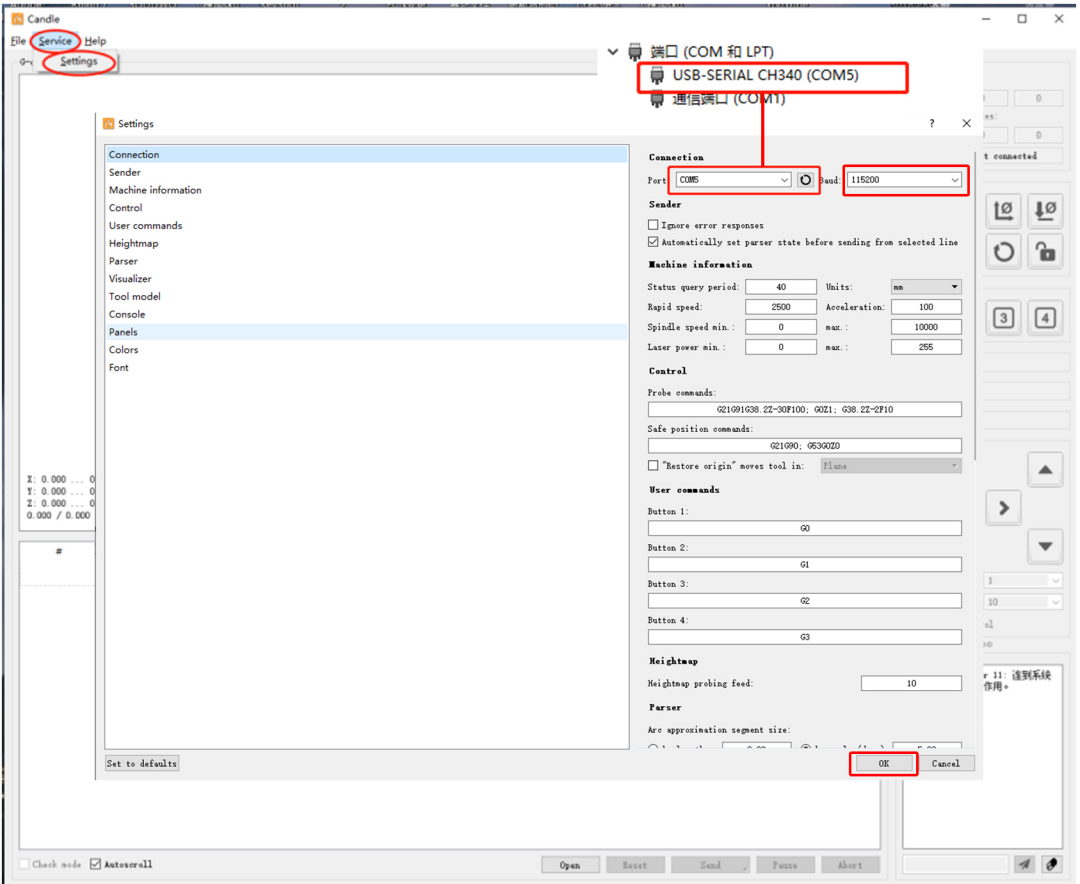 Candle
File Service Help
Settings
端口 (COM 和 LPT)
USB-SERIAL CH340 (COM5)
通信端口 (COM1)
Settings
?
Connection
Sender
Machine information
Control
User commands
Heightmap
Parser
Visualizer
Tool model
Console
Panels
Colors
Font
Connection
Port: COM5 Baud: 115200
Sender
Ignore error responses
Automatically set parser state before sending from selected line
Machine information
Status query period: 40 Units: mm
Rapid speed: 2500 Acceleration: 100
Spindle speed min.: 0 max.: 10000
Laser power min.: 0 max.: 255
Control
Probe commands:
G21G91G38.2Z-30F100; G0Z1; G38.2Z-2F10
Safe position commands:
G21G90; G53G0Z0
"Restore origin" moves tool in: Plane
User commands
Button 1:
G0
Button 2:
G1
Button 3:
G2
Button 4:
G3
Heightmap
Heightmap probing feed: 10
Parser
Arc approximation segment size:
Set to defaults
OK Cancel
0
0
t connected
3 4
1
10
r 11: 连到系统
作用。
X: 0.000 ... 0
Y: 0.000 ... 0
Z: 0.000 ... 0
0.000 / 0.000
#
Check mode Autoscroll
Open Reset Send Pause Abort